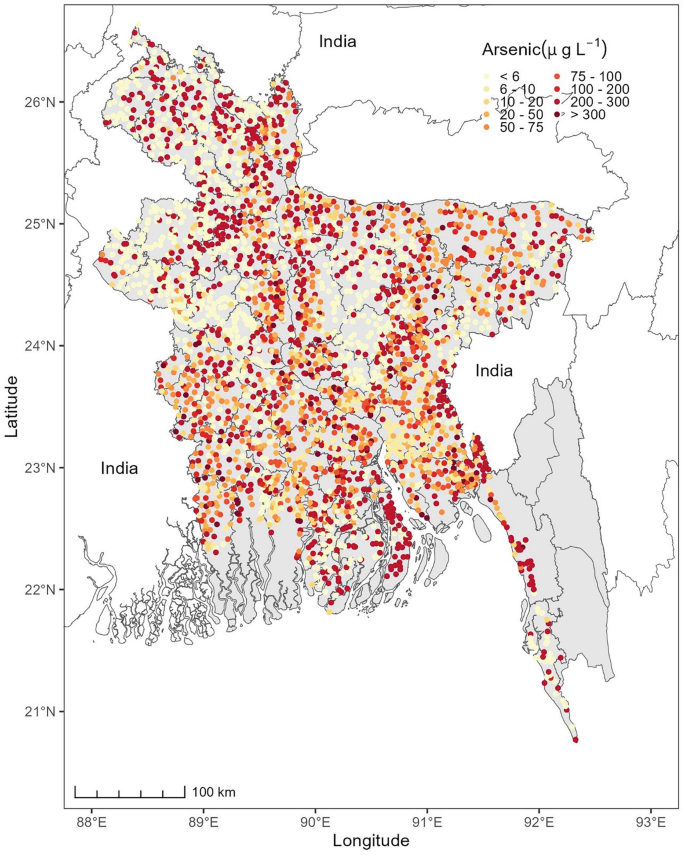 India
Arsenic(μ g L⁻¹)
< 6
6 - 10
10 - 20
20 - 50
50 - 75
75 - 100
100 - 200
200 - 300
> 300
26°N
25°N
24°N
23°N
22°N
21°N
India
India
Latitude
100 km
88°E 89°E 90°E 91°E 92°E 93°E
Longitude